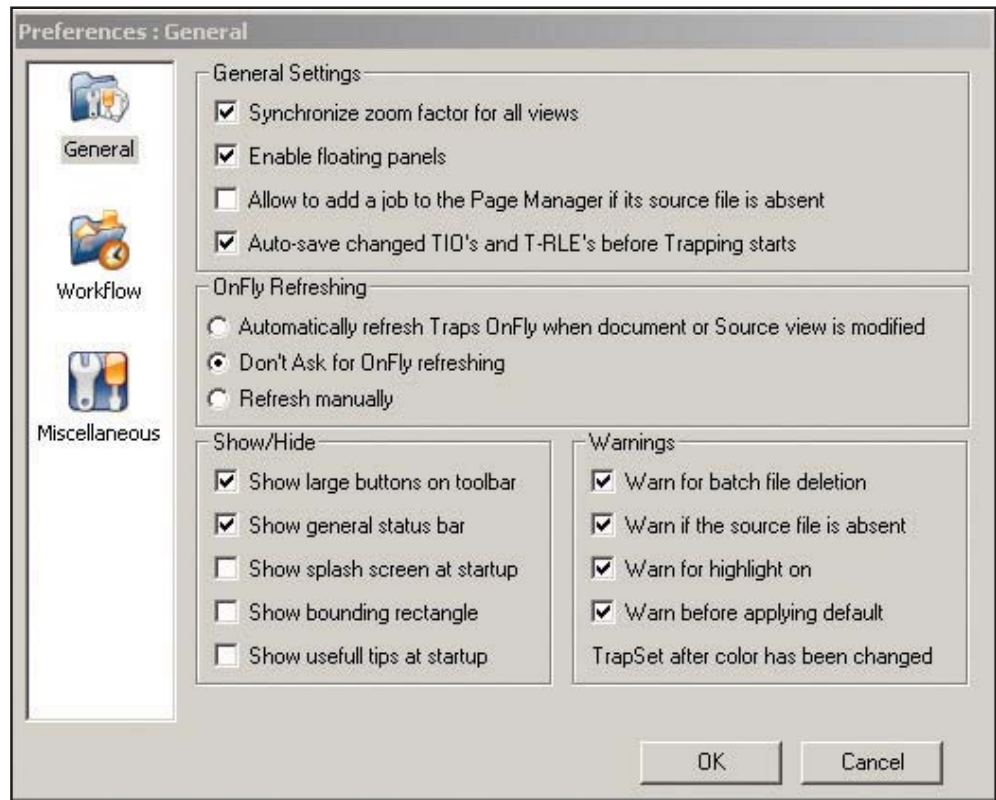 Preferences : General
General
Workflow
Miscellaneous
General Settings
Synchronize zoom factor for all views
Enable floating panels
Allow to add a job to the Page Manager if its source file is absent
Auto-save changed TIO's and T-RLE's before Trapping starts
OnFly Refreshing
Automatically refresh Traps OnFly when document or Source view is modified
Don't Ask for OnFly refreshing
Refresh manually
Show/Hide
Show large buttons on toolbar
Show general status bar
Show splash screen at startup
Show bounding rectangle
Show usefull tips at startup
Warnings
Warn for batch file deletion
Warn if the source file is absent
Warn for highlight on
Warn before applying default
TrapSet after color has been changed
OK
Cancel